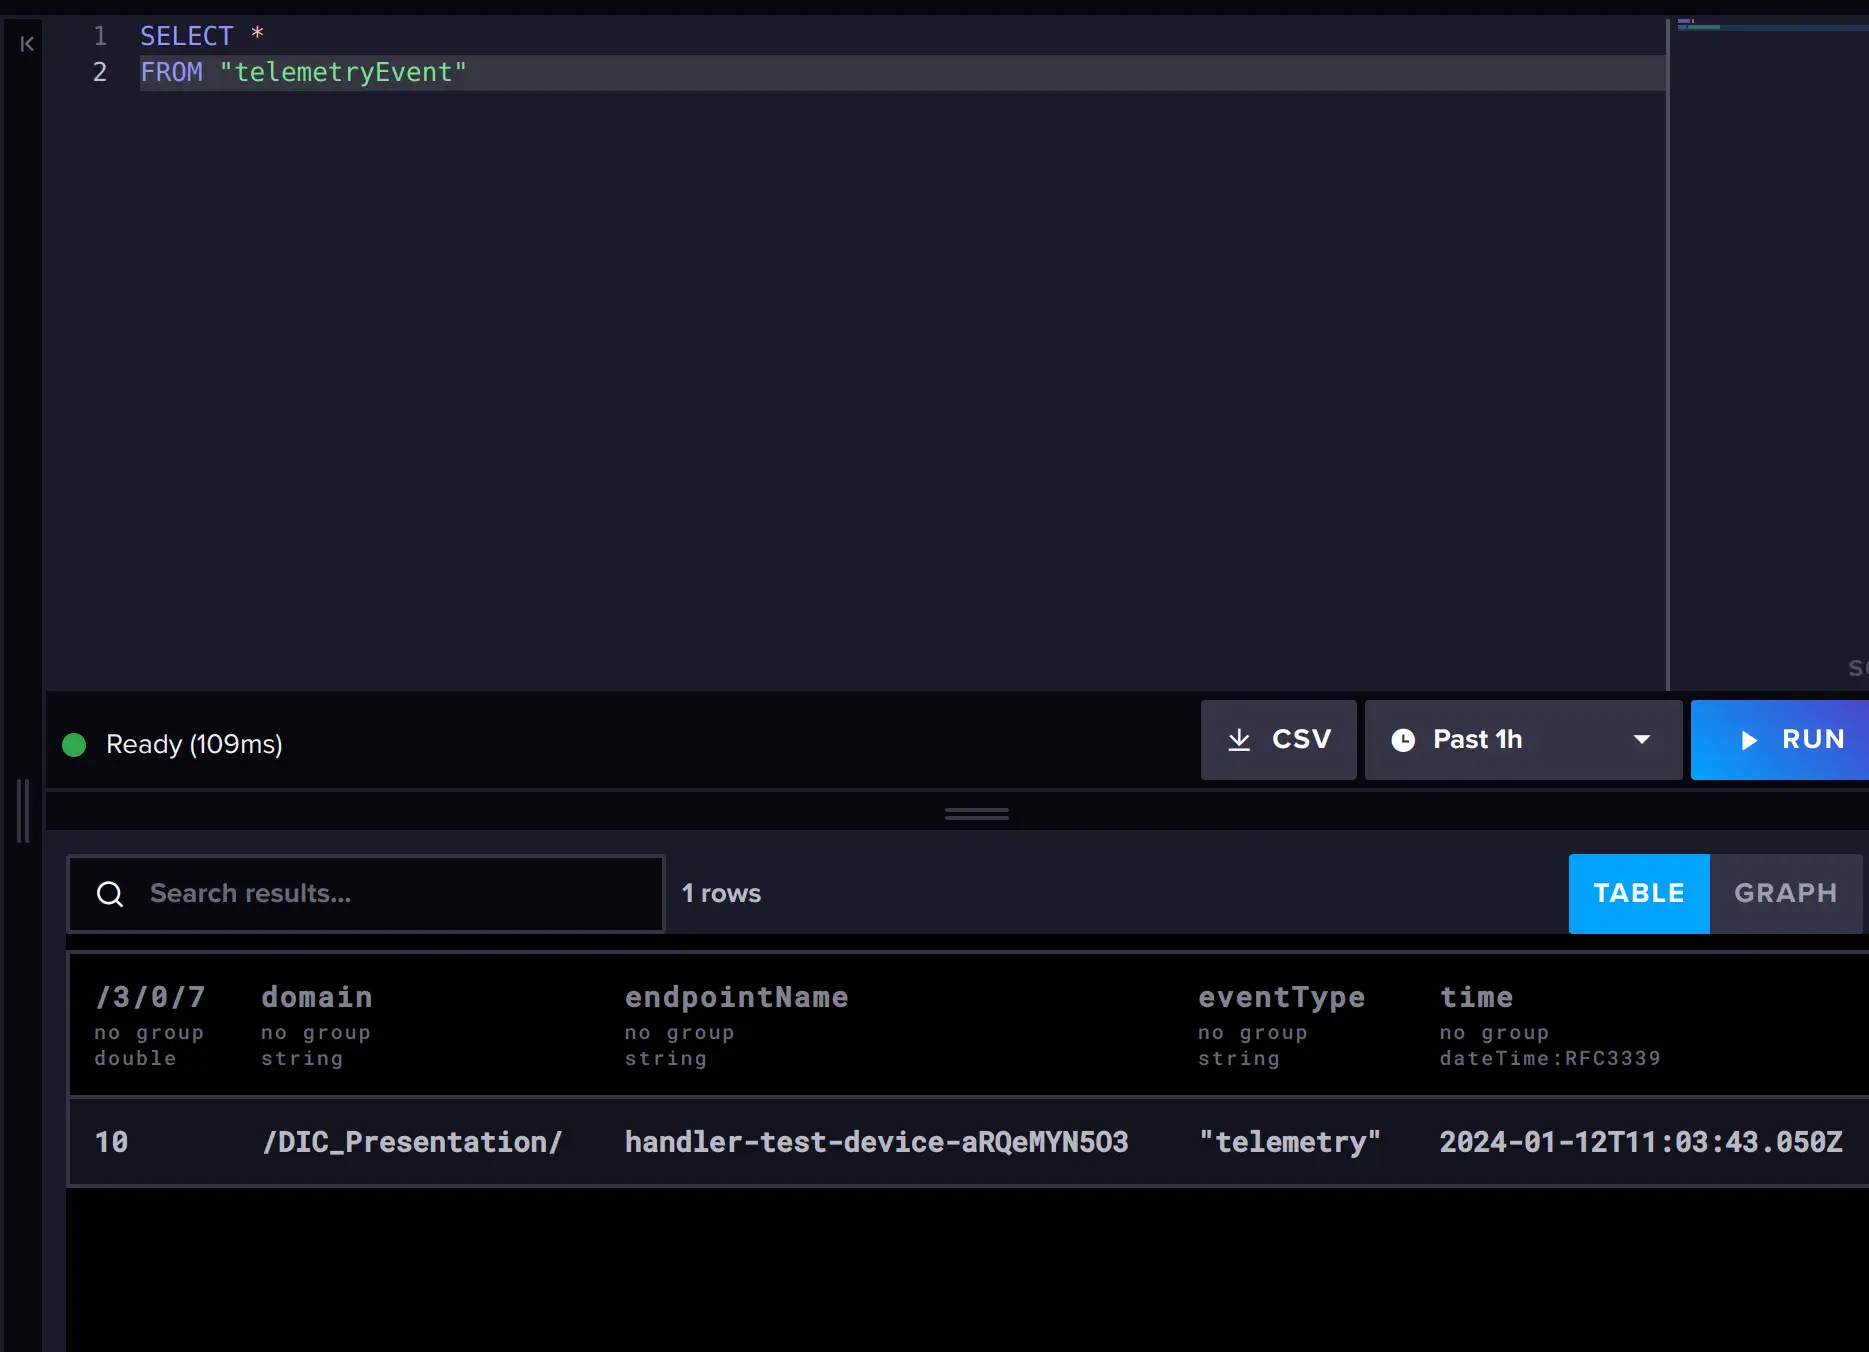 1 SELECT *
2 FROM "telemetryEvent"
Ready (109ms)
CSV
Past 1h
RUN
Search results...
1 rows
TABLE
GRAPH
/3/0/7 domain endpointName eventType time
no group no group no group no group no group
double string string string dateTime:RFC3339
10 /DIC_Presentation/ handler-test-device-aRQeMYN5O3 "telemetry" 2024-01-12T11:03:43.050Z